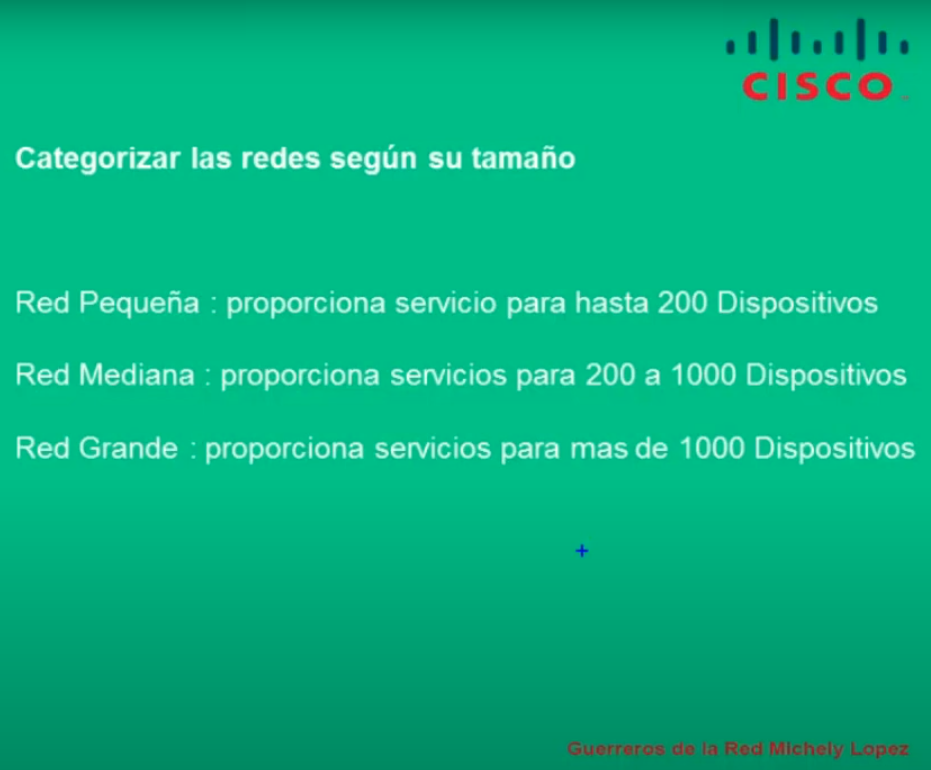 CISCO
Categorizar las redes según su tamaño
Red Pequeña : proporciona servicio para hasta 200 Dispositivos
Red Mediana : proporciona servicios para 200 a 1000 Dispositivos
Red Grande : proporciona servicios para mas de 1000 Dispositivos
Guerreros de la Red Michely Lopez